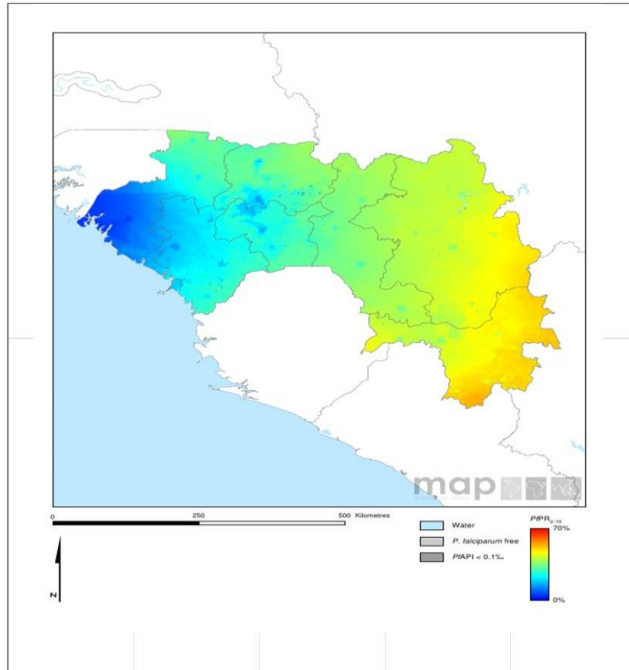 map
0 250 500 Kilometres
Water
P. falciparum free
PfAPI < 0.1‰
PfPR2-10
70%
0%
N